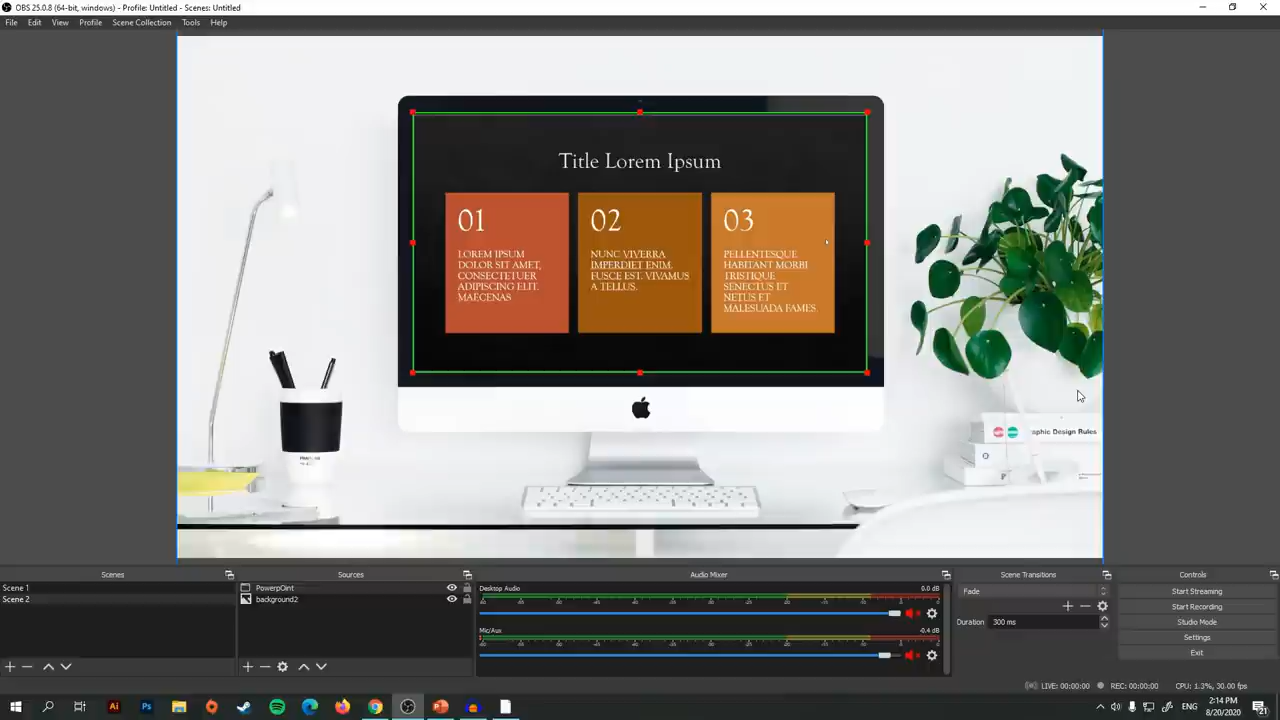 OBS 25.0.8 (64-bit, windows) - Profile: Untitled - Scenes: Untitled
File Edit View Profile Scene Collection Tools Help
Title Lorem Ipsum
01
LOREM IPSUM
DOLOR SIT AMET,
CONSECTETUER
ADIPISCING ELIT.
MAECENAS
02
NUNC VIVERRA
IMPERDIET ENIM.
FUSCE EST. VIVAMUS
A TELLUS.
03
PELLENTESQUE
HABITANT MORBI
TRISTIQUE
SENECTUS ET
NETUS ET
MALESUADA FAMES.
raphic Design Rules
Scenes
Scene 1
Scene 2
Sources
PowerpOint
background2
Audio Mixer
Desktop Audio
0.0 dB
Mic/Aux
-0.4 dB
Scene Transitions
Fade
Duration 300 ms
Controls
Start Streaming
Start Recording
Studio Mode
Settings
Exit
LIVE: 00:00:00 REC: 00:00:00 CPU: 1.3%, 30.00 fps
Ai Ps
2:14 PM
8/20/2020
21